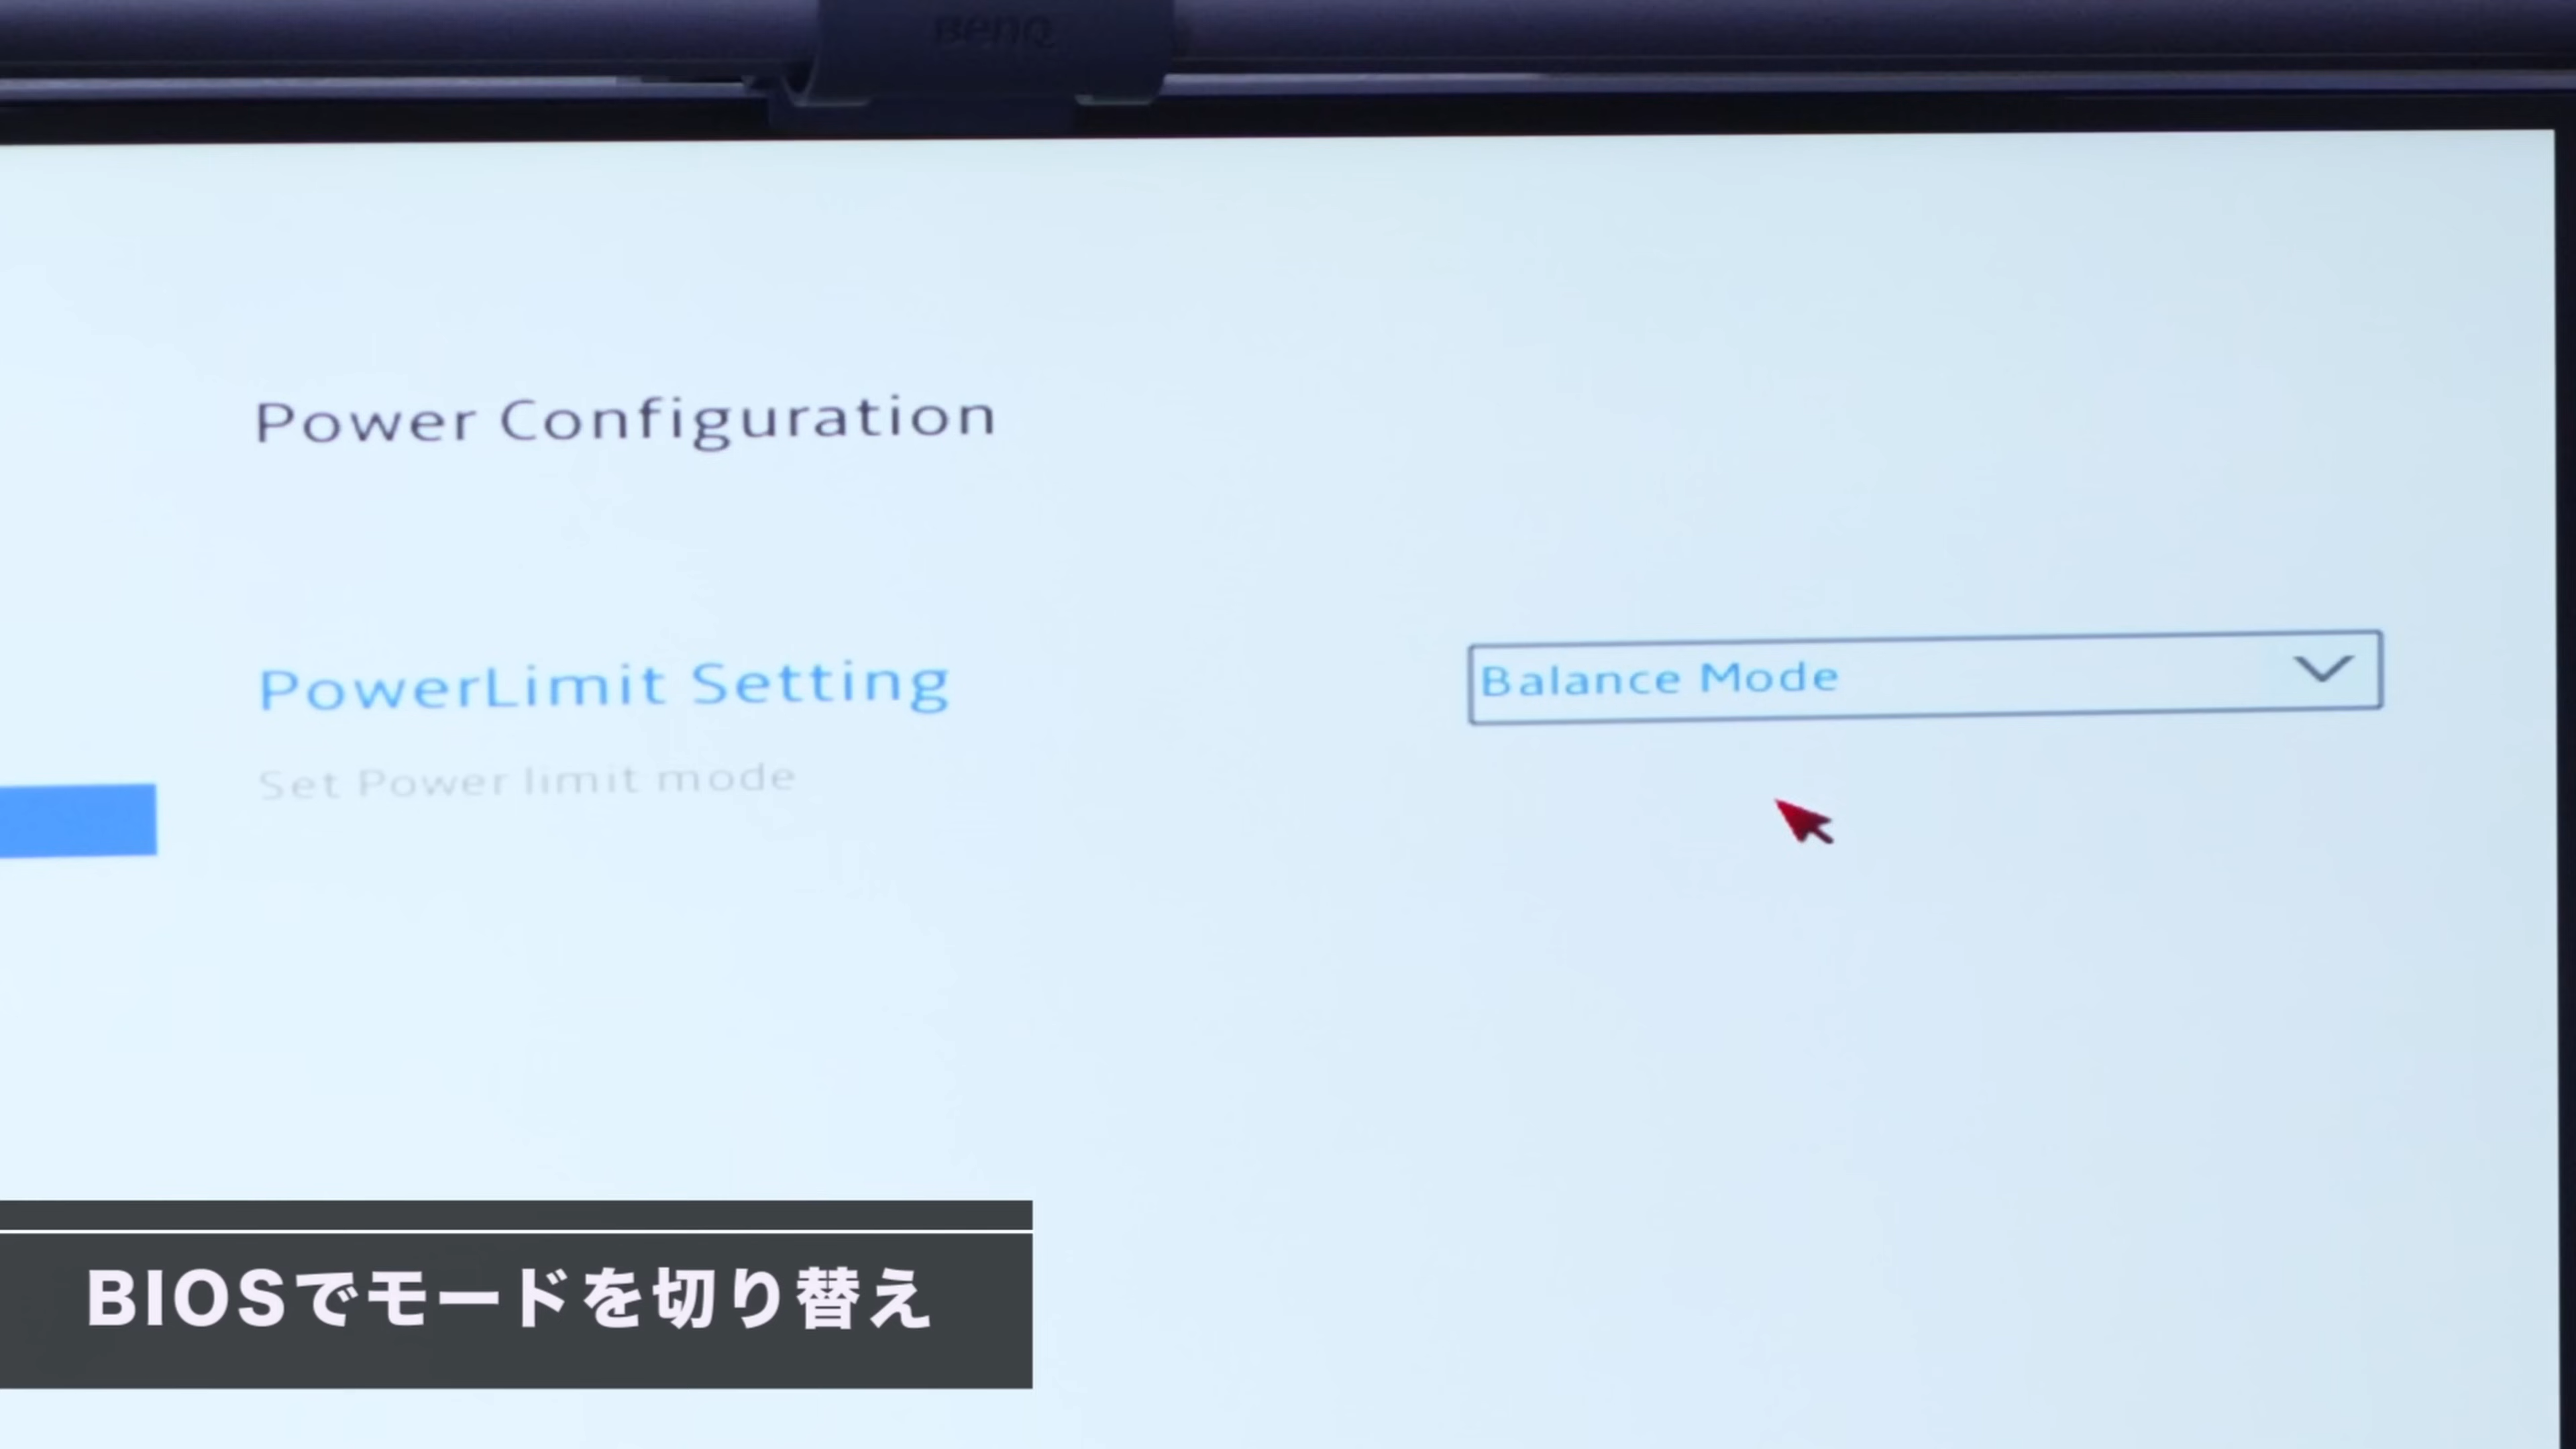 BenQ
Power Configuration
PowerLimit Setting
Balance Mode
Set Power limit mode
BIOSでモードを切り替え